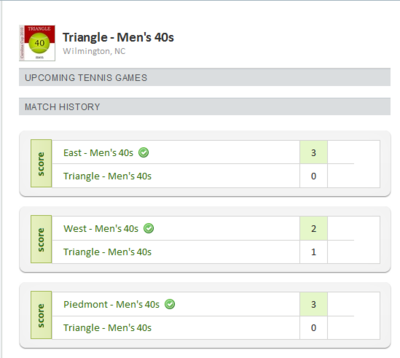 TRIANGLE
40
MEN
Triangle - Men's 40s
Wilmington, NC
UPCOMING TENNIS GAMES
MATCH HISTORY
score
East - Men's 40s 3
Triangle - Men's 40s 0
score
West - Men's 40s 2
Triangle - Men's 40s 1
score
Piedmont - Men's 40s 3
Triangle - Men's 40s 0